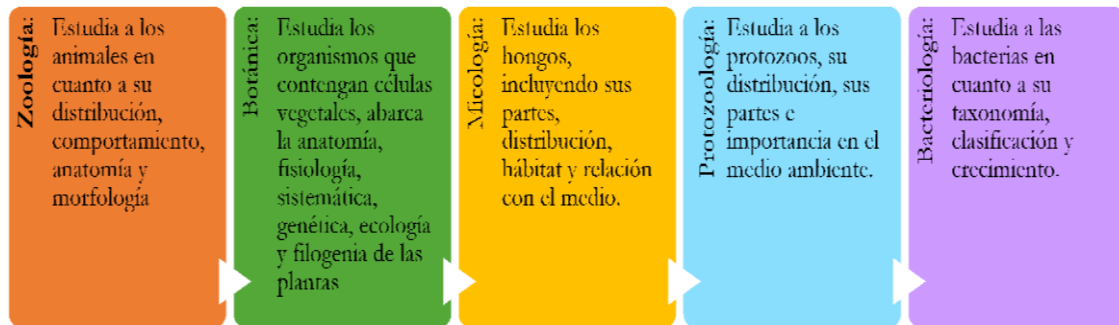 Zoología:
Estudia a los
animales en
cuanto a su
distribución,
comportamiento,
anatomía y
morfología
Botánica:
Estudia los
organismos que
contengan células
vegetales, abarca
la anatomía,
fisiología,
sistemática,
genética, ecología
y filogenia de las
plantas
Micología:
Estudia los
hongos,
incluyendo sus
partes,
distribución,
hábitat y relación
con el medio.
Protozoología:
Estudia a los
protozoos, su
distribución, sus
partes e
importancia en el
medio ambiente.
Bacteriología:
Estudia a las
bacterias en
cuanto a su
taxonomía,
clasificación y
crecimiento.